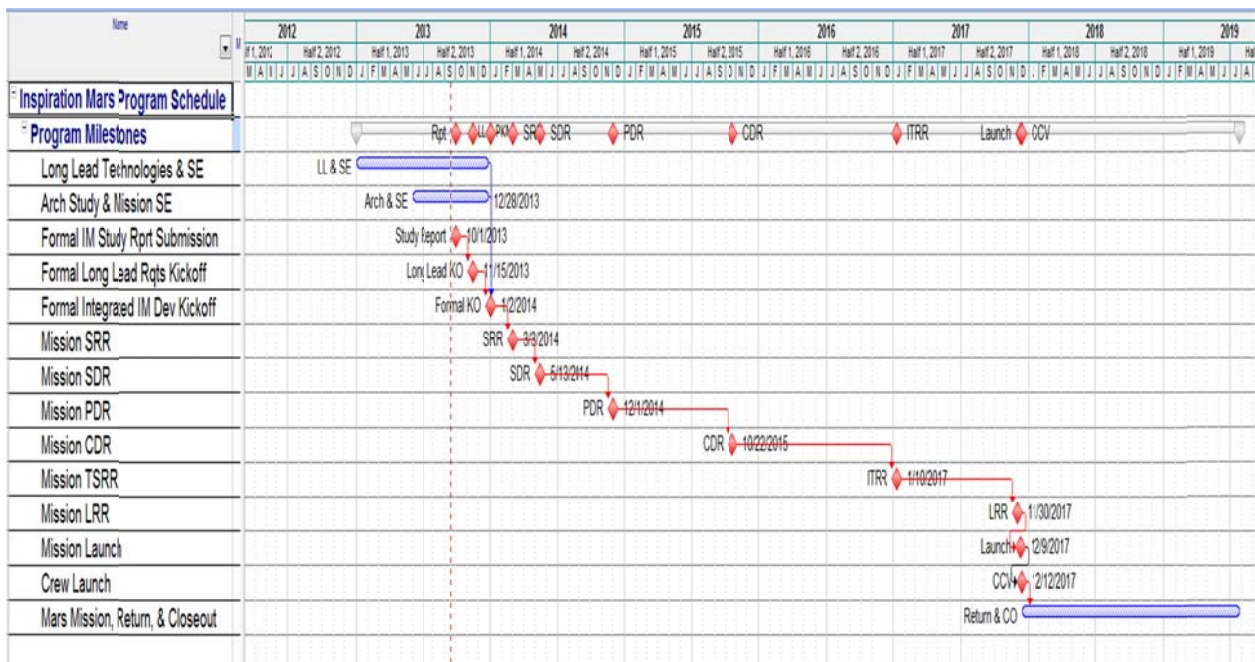 Name
M
2012 203 2014 2015 2016 2017 2018 2019
Half 2, 2012 Half 1, 2013 Half 2, 2013 Half 1, 2014 Half 2, 2014 Half 1, 2015 Half 2, 2015 Half 1, 2016 Half 2, 2016 Half 1, 2017 Half 2, 2017 Half 1, 2018 Half 2, 2018 Half 1, 2019
M A N J J A S O N D J F M A M J J A S O N D J F M A M J J A S O N D J F M A M J J A S O N D J F M A M J J A S O N D J F M A M J J A S O N D J F M A M J J A S O N D J F M A M J J A
Inspiration Mars Program Schedule
Program Milestones Rpt LL SRR SDR PDR CDR ITRR Launch CCV
Long Lead Technologies & SE LL & SE
Arch Study & Mission SE Arch & SE 12/28/2013
Formal IM Study Rprt Submission Study Report 10/1/2013
Formal Long Lead Rqts Kickoff Long Lead KO 11/15/2013
Formal Integraed IM Dev Kickoff Formal KO 1/2/2014
Mission SRR SRR 3/3/2014
Mission SDR SDR 5/13/2014
Mission PDR PDR 12/1/2014
Mission CDR CDR 10/22/2015
Mission TSRR ITRR 1/10/2017
Mission LRR LRR 11/30/2017
Mission Launch Launch 12/9/2017
Crew Launch CCV 12/12/2017
Mars Mission, Return, & Closeout Return & CO